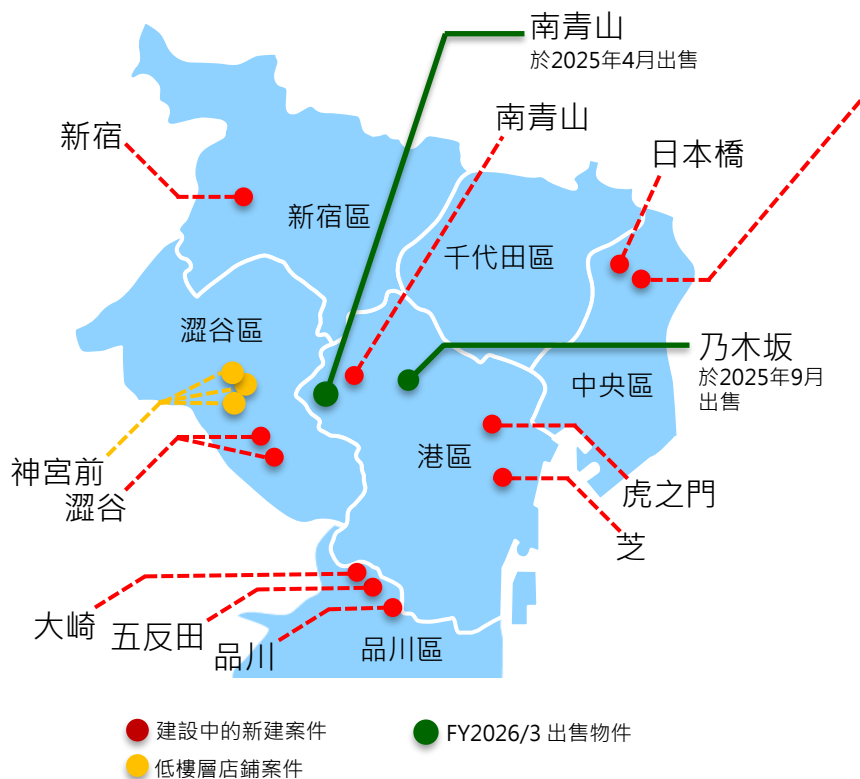 南青山
於2025年4月出售
南青山
新宿
日本橋
新宿區
千代田區
澀谷區
乃木坂
於2025年9月
出售
中央區
港區
神宮前
澀谷
虎之門
芝
大崎
五反田
品川
品川區
建設中的新建案件
FY2026/3 出售物件
低樓層店鋪案件